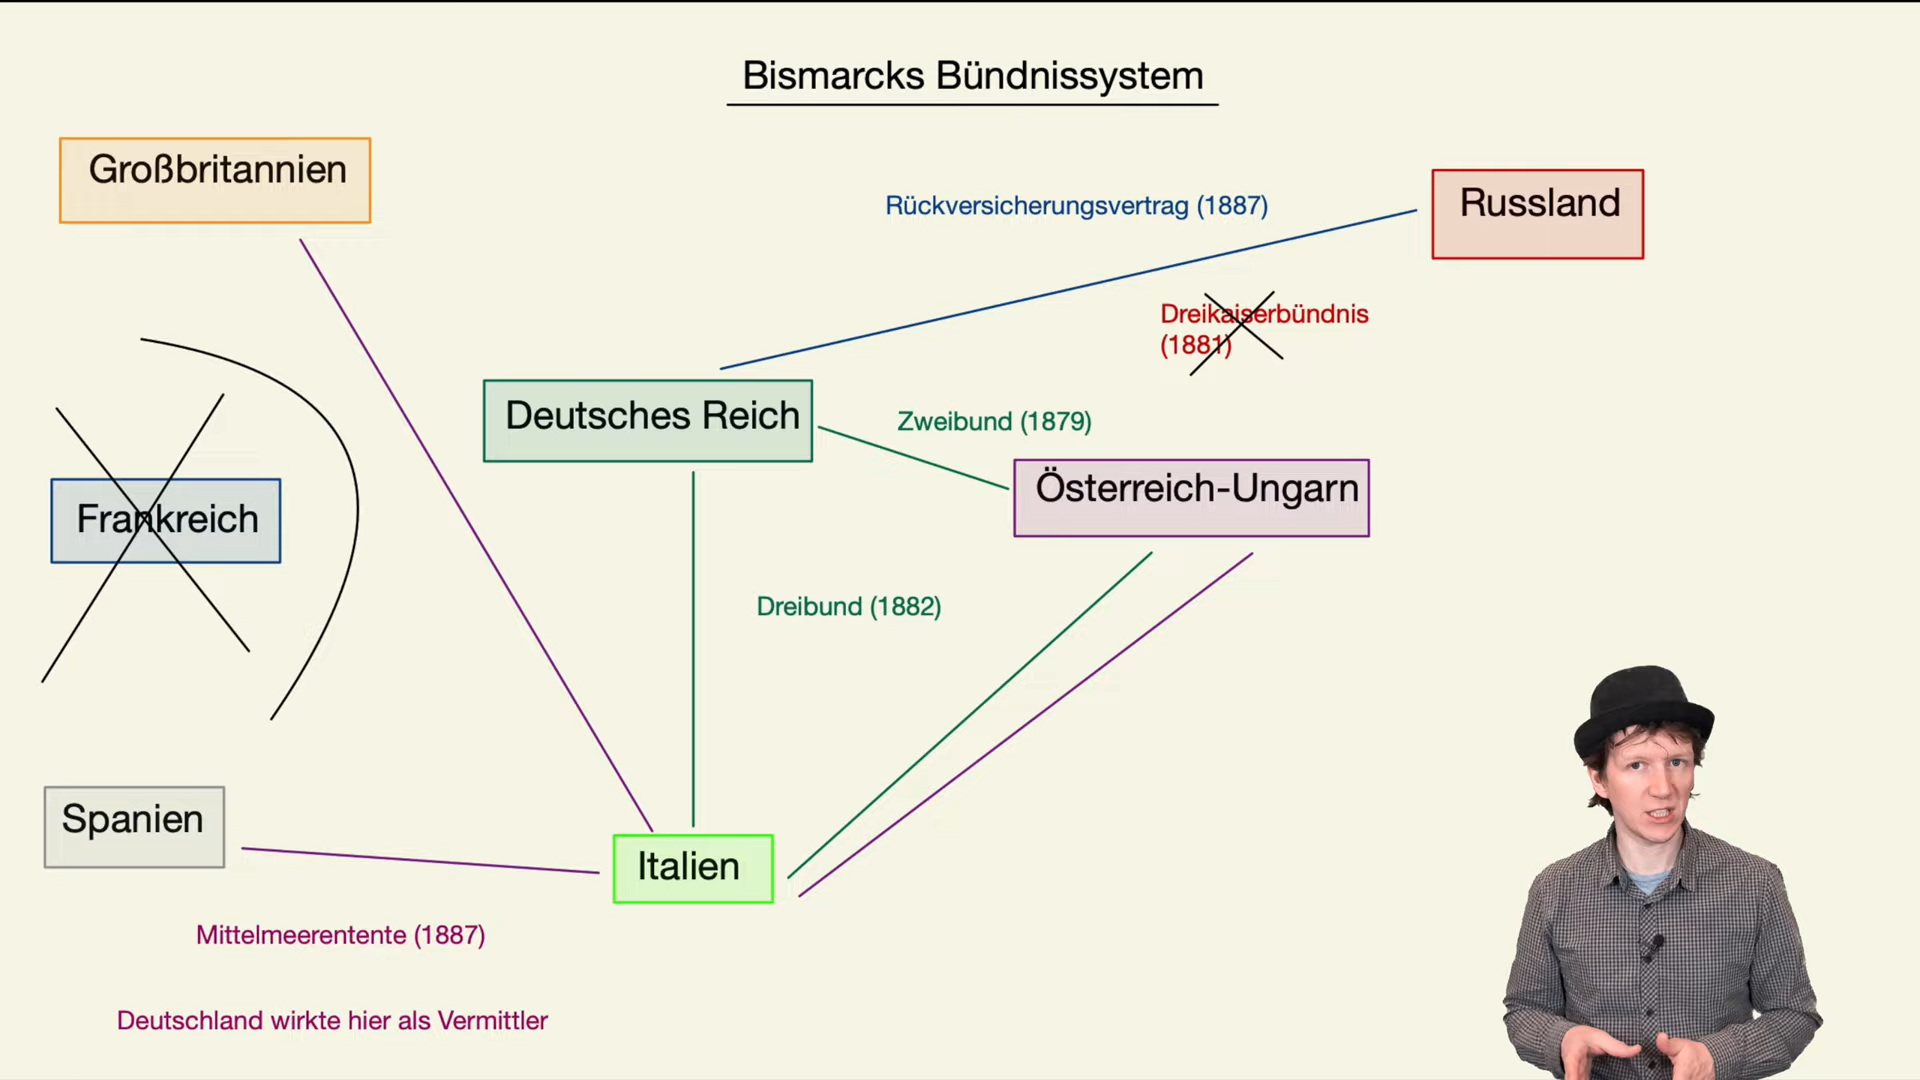 Bismarcks Bündnissystem
Großbritannien
Rückversicherungsvertrag (1887)
Russland
Dreikaiserbündnis
(1881)
Deutsches Reich
Zweibund (1879)
Österreich-Ungarn
Frankreich
Dreibund (1882)
Spanien
Italien
Mittelmeerentente (1887)
Deutschland wirkte hier als Vermittler